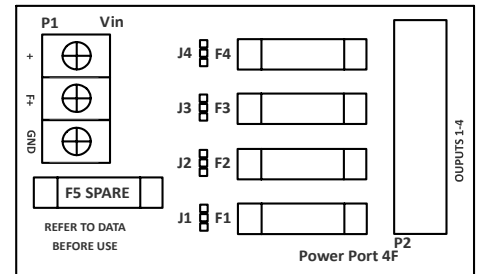 P1 Vin
+
F+
GND
F5 SPARE
REFER TO DATA
BEFORE USE
J4 F4
J3 F3
J2 F2
J1 F1
OUPUTS 1-4
P2
Power Port 4F